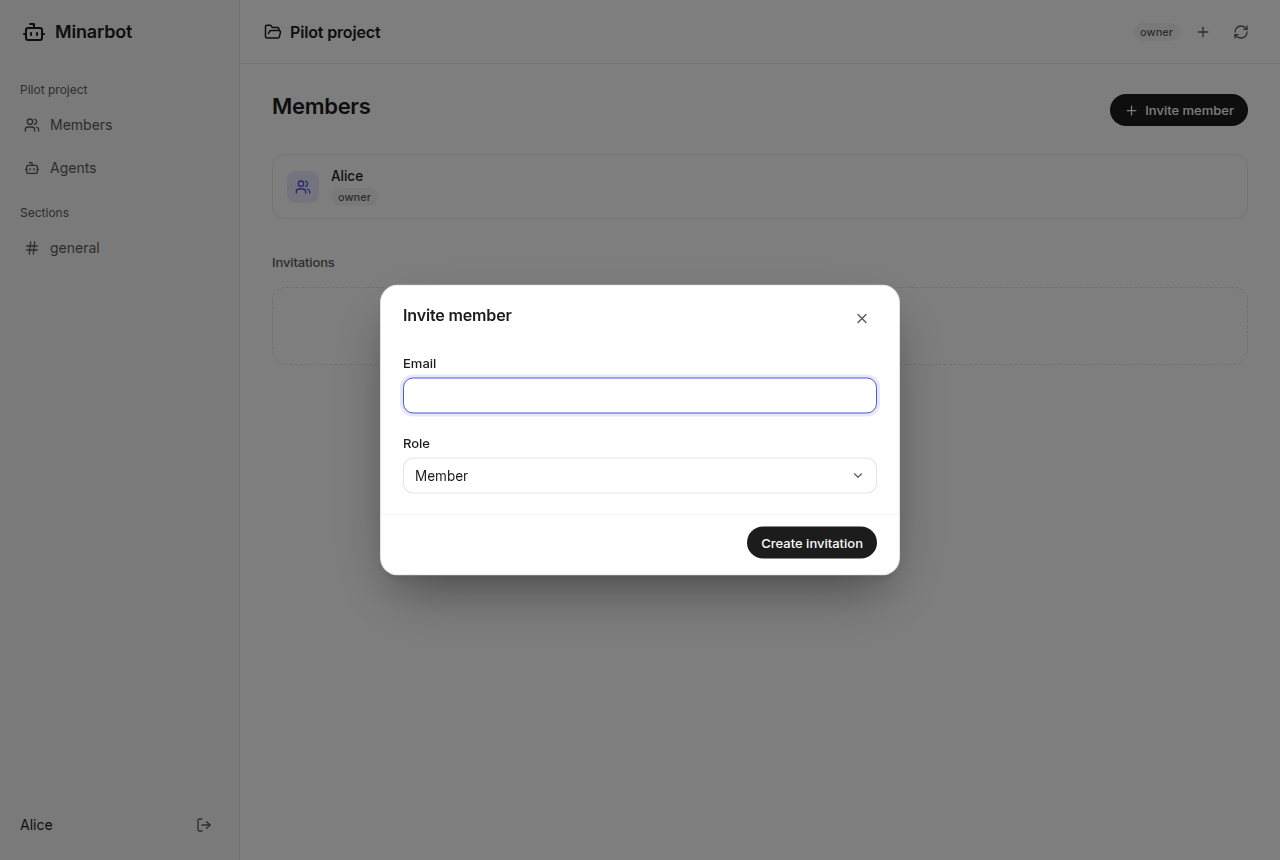 Minarbot
Pilot project
owner
Pilot project
Members
Agents
Sections
general
Members
Invite member
Alice
owner
Invitations
Invite member
Email
Role
Member
Create invitation
Alice